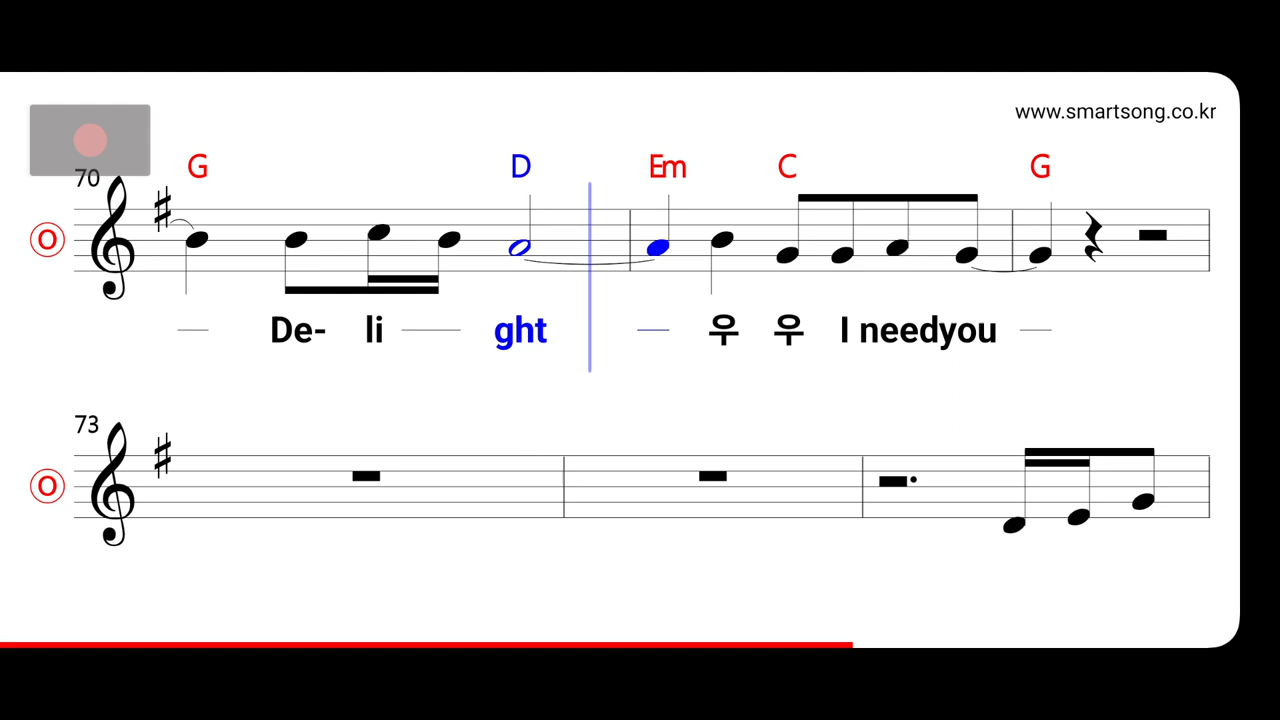 www.smartsong.co.kr
70
G D Em C G
O
De- li ght 우 우 I needyou
73
O